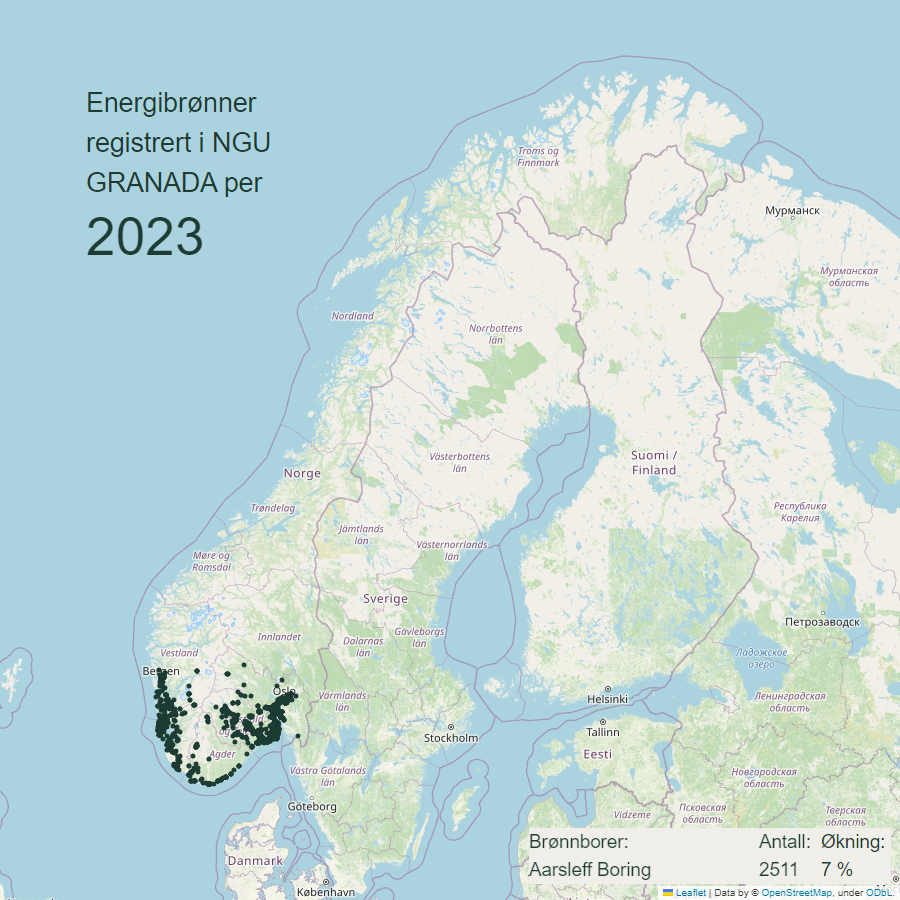 Energibrønner
registrert i NGU
GRANADA per
2023
Troms og
Finnmark
Мурманск
Мурманская
область
Nordland
Norrbottens
län
Västerbottens
län
Suomi /
Finland
Norge
Trøndelag
Республика
Карелия
Jämtlands
län
Västernorrlands
län
Møre og
Romsdal
Sverige
Петрозаводск
Innlandet
Gävleborgs
län
Dalarnas
län
Vestland
Ладожское
озеро
Bergen
Oslo
Värmlands
län
Helsinki
Ленинградская
область
Stockholm
Tallinn
Agder
Eesti
Västra Götalands
län
Новгородская
область
Göteborg
Vidzeme
Псковская
область
Тверская
область
Danmark
København
Brønnborer: Antall: Økning:
Aarsleff Boring 2511 7 %
Leaflet | Data by © OpenStreetMap, under ODbL.